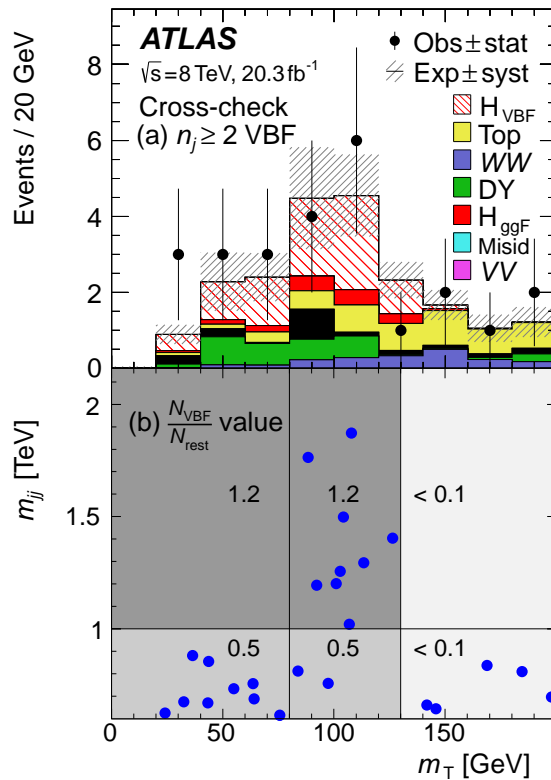 ATLAS
√s=8 TeV, 20.3 fb⁻¹
Cross-check
(a) nⱼ ≥ 2 VBF
Obs ± stat
Exp ± syst
H_VBF
Top
WW
DY
H_ggF
Misid
VV
Events / 20 GeV
8
6
4
2
0
(b) N_VBF/N_rest value
1.2
1.2
< 0.1
0.5
0.5
< 0.1
m_jj [TeV]
2
1.5
1
0
50
100
150
m_T [GeV]